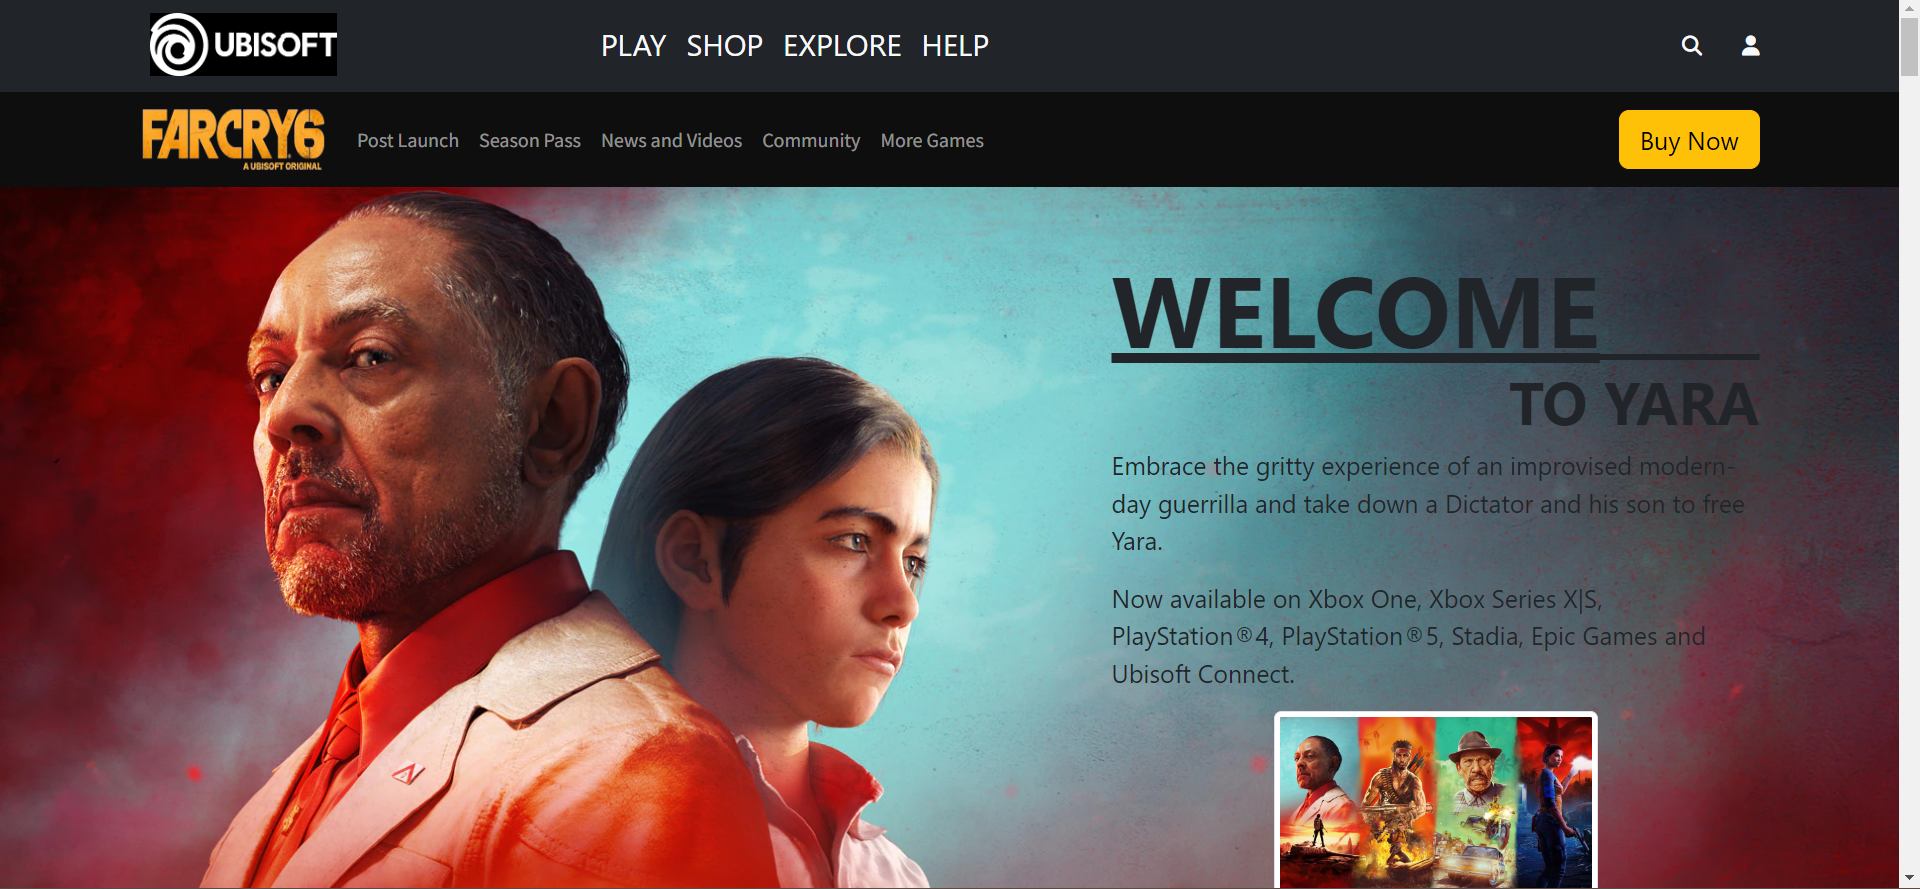 UBISOFT
PLAY SHOP EXPLORE HELP
FARCRY6
A UBISOFT ORIGINAL
Post Launch Season Pass News and Videos Community More Games
Buy Now
WELCOME
TO YARA
Embrace the gritty experience of an improvised modern-
day guerrilla and take down a Dictator and his son to free
Yara.
Now available on Xbox One, Xbox Series X|S,
PlayStation®4, PlayStation®5, Stadia, Epic Games and
Ubisoft Connect.